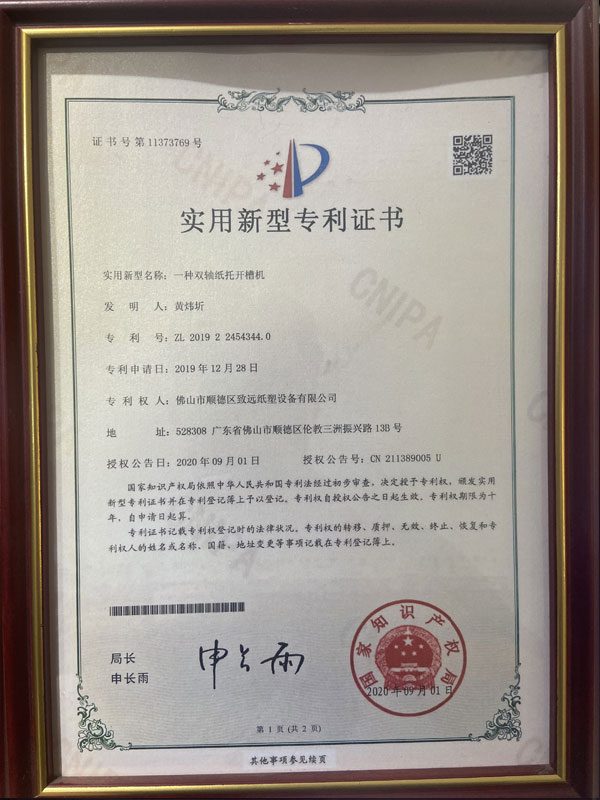 证书号第11373769号
实用新型专利证书
实用新型名称：一种双轴纸托开槽机
发 明 人：黄炜圻
专 利 号：ZL 2019 2 2454344.0
专利申请日：2019年12月28日
专 利 权 人：佛山市顺德区致远纸塑设备有限公司
地 址：528308 广东省佛山市顺德区伦教三洲振兴路13B号
授权公告日：2020年09月01日 授权公告号：CN 211389005 U
国家知识产权局依照中华人民共和国专利法经过初步审查，决定授予专利权，颁发实用
新型专利证书并在专利登记簿上予以登记。专利权自授权公告之日起生效。专利权期限为十
年，自申请日起算。
专利证书记载专利权登记时的法律状况。专利权的转移、质押、无效、终止、恢复和专
利权人的姓名或名称、国籍、地址变更等事项记载在专利登记簿上。
局长
申长雨
申长雨
国家知识产权局
2020年09月01日
第 1 页 (共 2 页)
其他事项参见续页
CNIPA